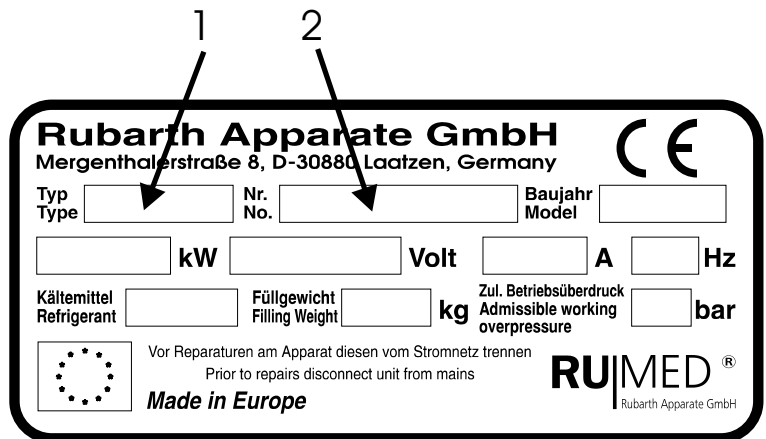 1 2
Rubarth Apparate GmbH
Mergenthalerstraße 8, D-30880 Laatzen, Germany
CE
Typ Nr. Baujahr
Type No. Model
kW Volt A Hz
Kältemittel Füllgewicht Zul. Betriebsüberdruck
Refrigerant Filling Weight kg Admissible working bar
overpressure
Vor Reparaturen am Apparat diesen vom Stromnetz trennen
Prior to repairs disconnect unit from mains
Made in Europe
RUMED ®
Rubarth Apparate GmbH